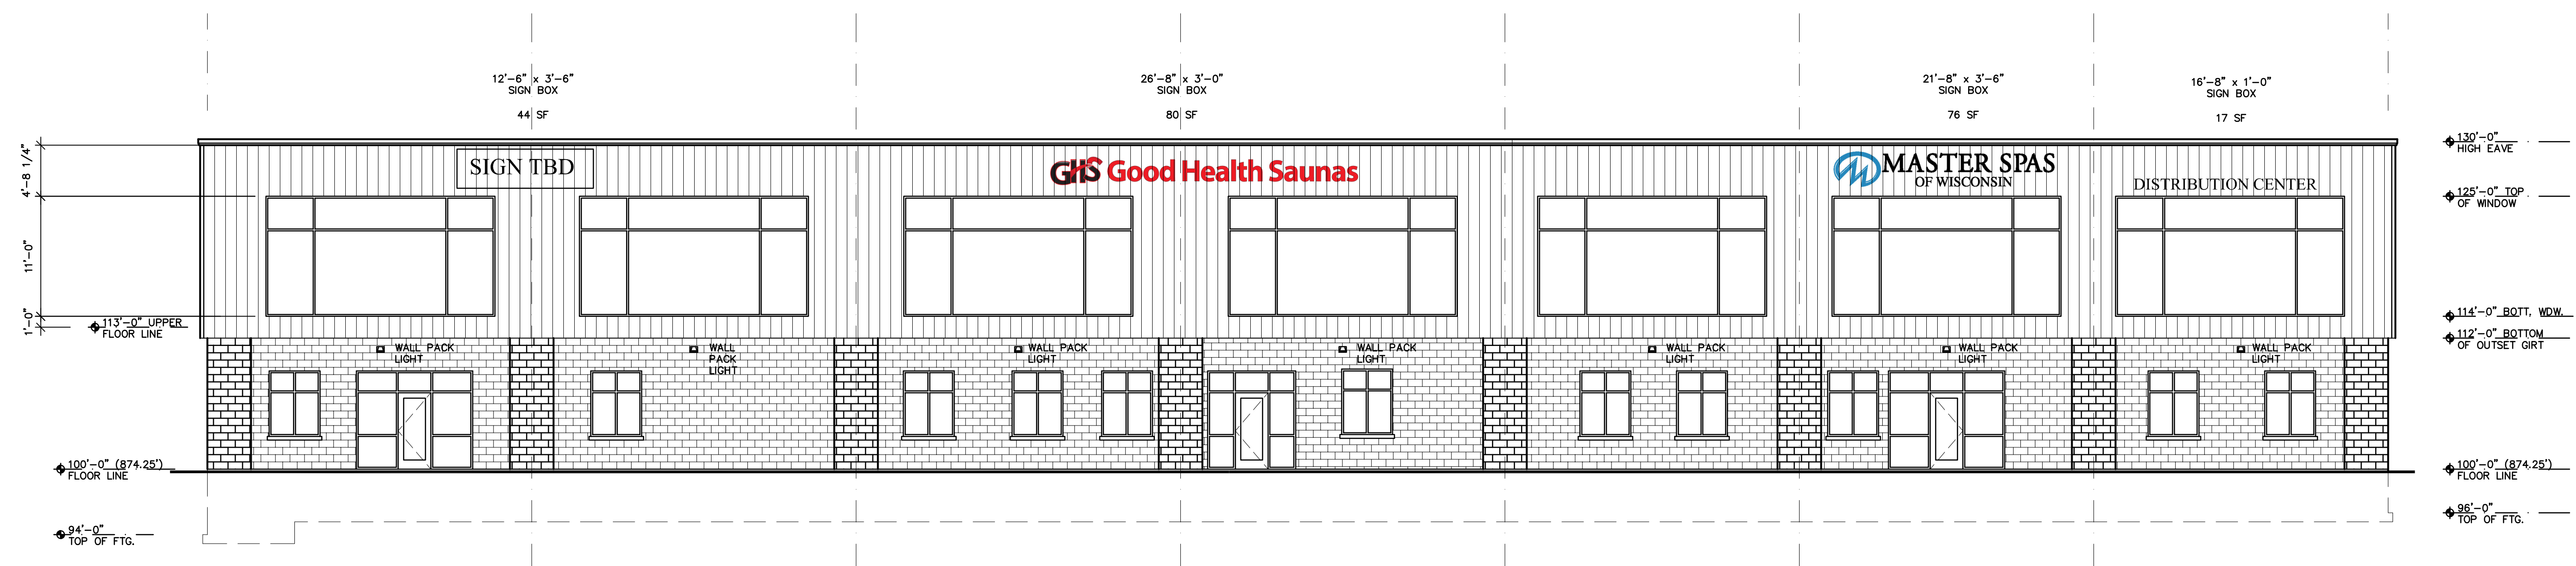 12'-6" x 3'-6"
SIGN BOX
44 SF
26'-8" x 3'-0"
SIGN BOX
80 SF
21'-8" x 3'-6"
SIGN BOX
76 SF
16'-8" x 1'-0"
SIGN BOX
17 SF
4'-8 1/4"
11'-0"
1'-0"
113'-0" UPPER
FLOOR LINE
100'-0" (874.25')
FLOOR LINE
94'-0"
TOP OF FTG.
SIGN TBD
GHS Good Health Saunas
MASTER SPAS
OF WISCONSIN
DISTRIBUTION CENTER
WALL PACK
LIGHT
WALL
PACK
LIGHT
WALL PACK
LIGHT
WALL PACK
LIGHT
WALL PACK
LIGHT
WALL PACK
LIGHT
WALL PACK
LIGHT
130'-0"
HIGH EAVE
125'-0" TOP
OF WINDOW
114'-0" BOTT. WDW.
112'-0" BOTTOM
OF OUTSET GIRT
100'-0" (874.25')
FLOOR LINE
96'-0"
TOP OF FTG.